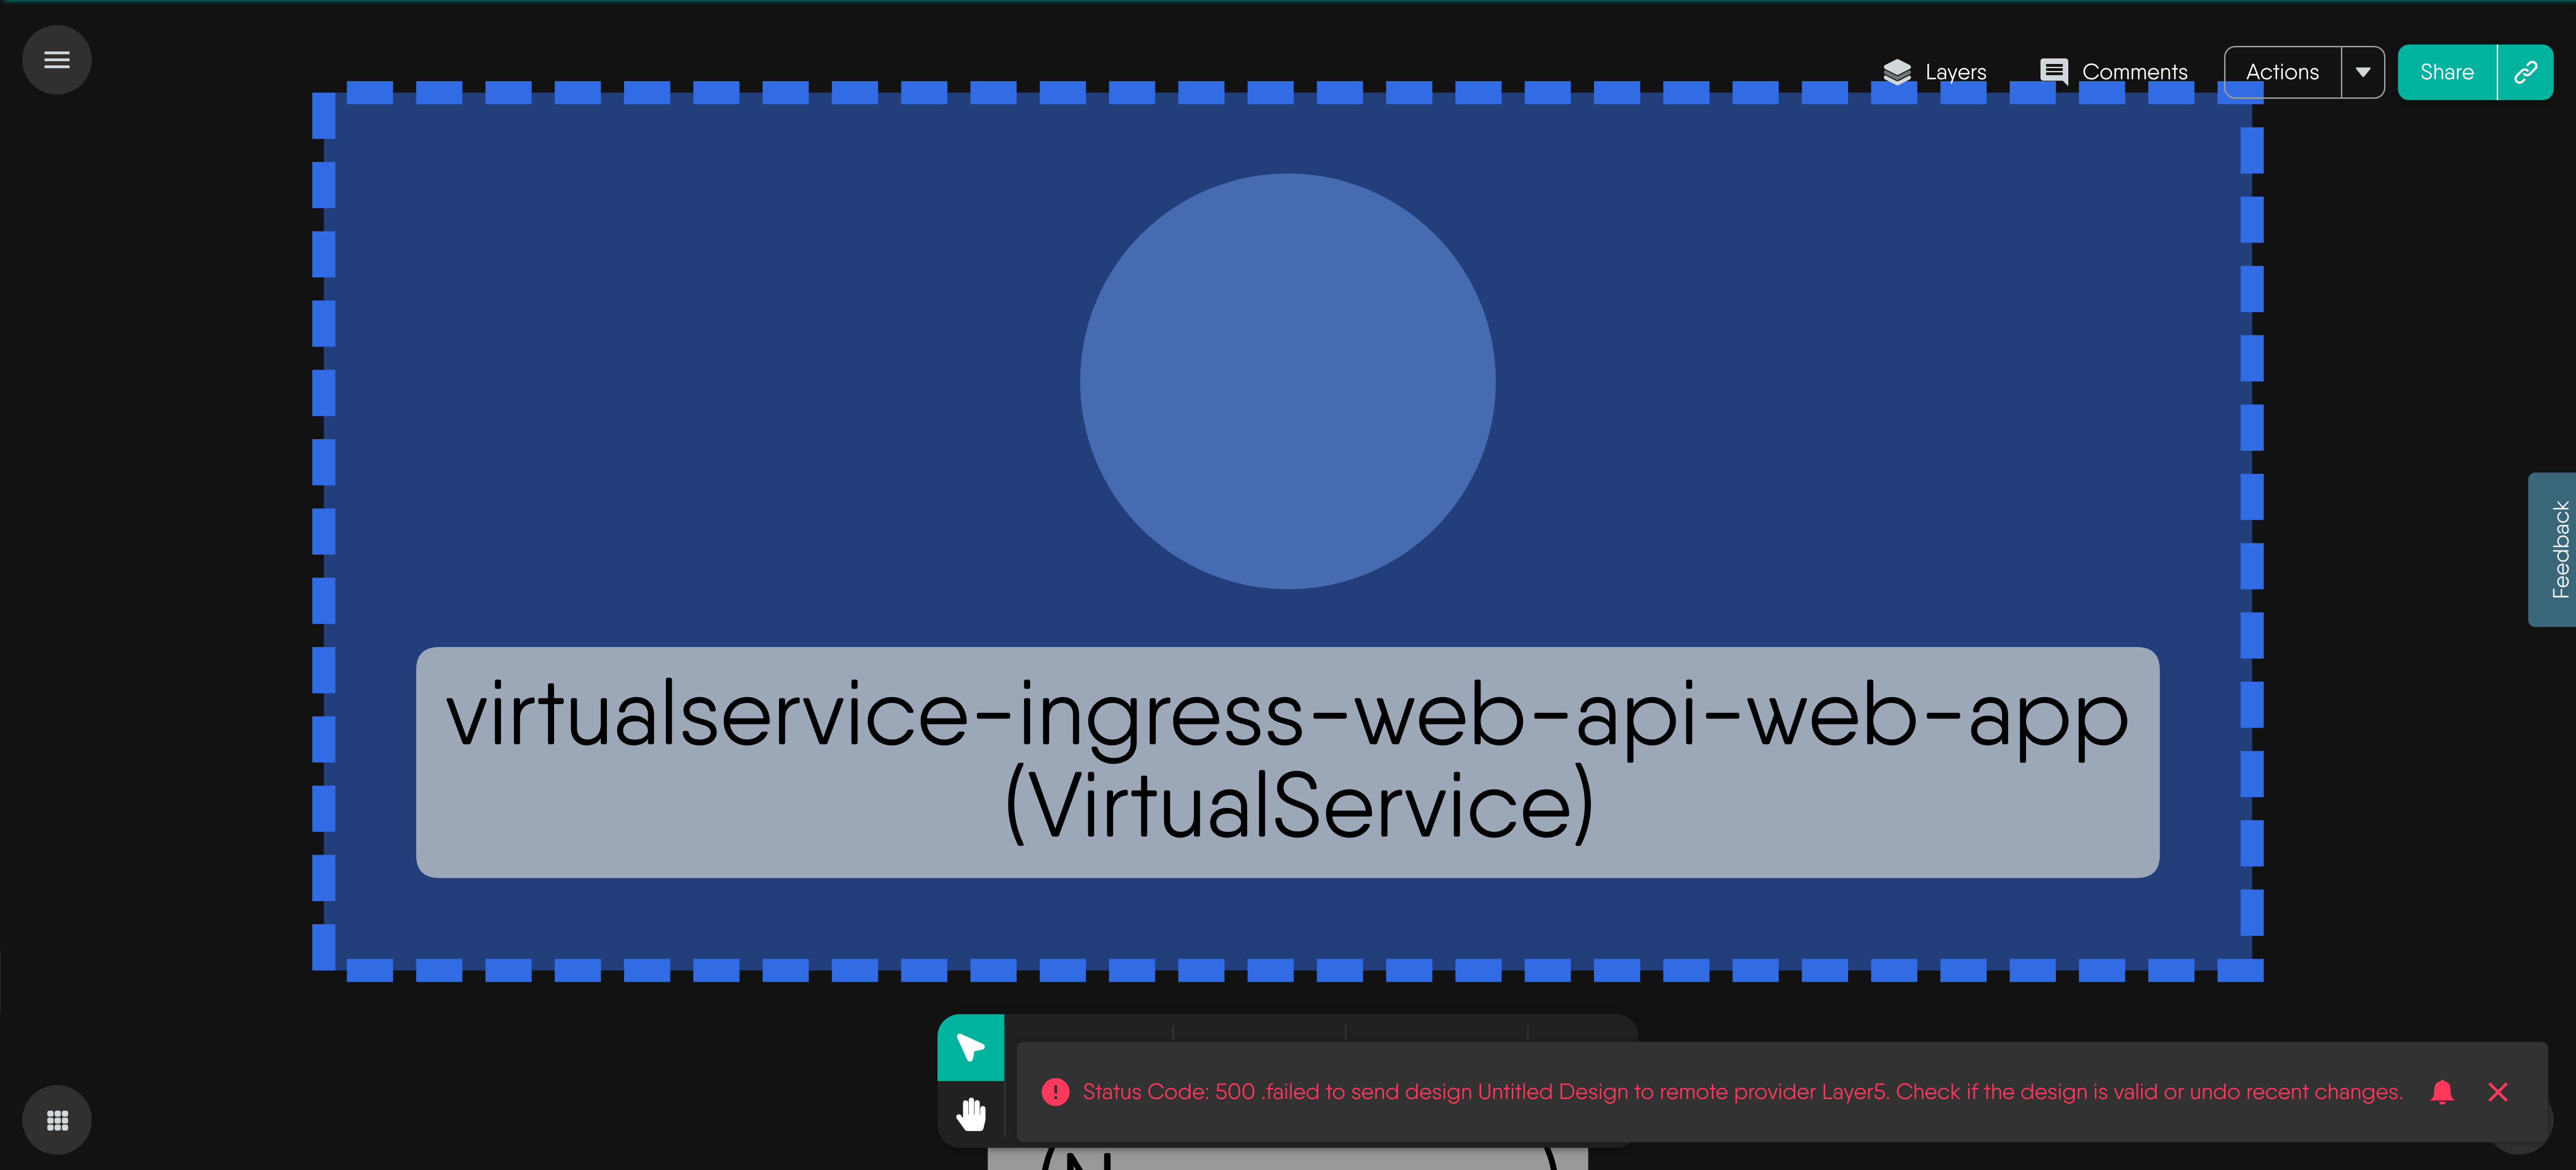 Layers
Comments
Actions
Share
Feedback
virtualservice-ingress-web-api-web-app
(VirtualService)
Status Code: 500 .failed to send design Untitled Design to remote provider Layer5. Check if the design is valid or undo recent changes.